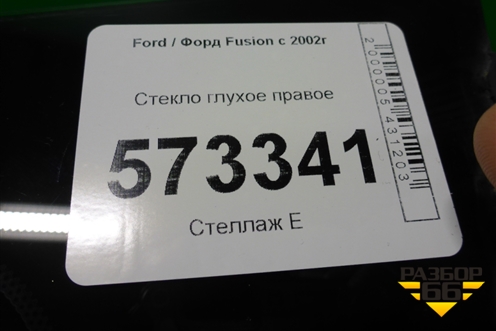 Ford / Форд Fusion с 2002г
Стекло глухое правое
573341
Стеллаж Е
2000005431203
РАЗБОР
66